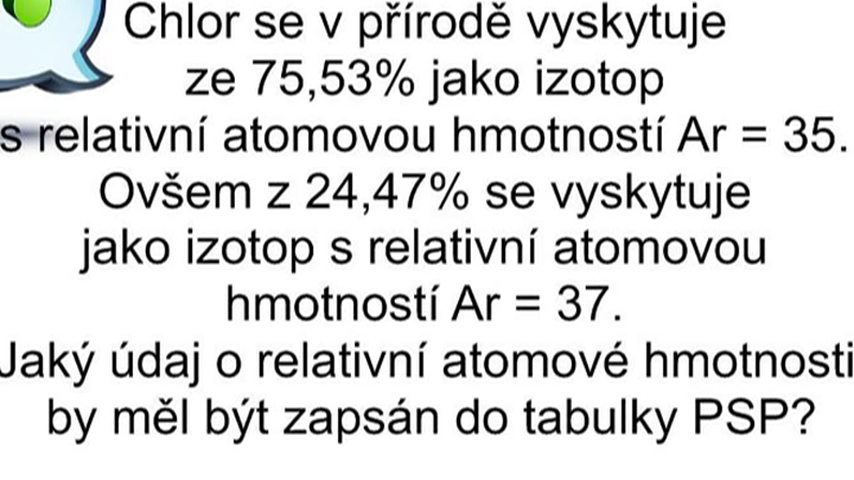 Chlor se v přírodě vyskytuje
ze 75,53% jako izotop
s relativní atomovou hmotností Ar = 35.
Ovšem z 24,47% se vyskytuje
jako izotop s relativní atomovou
hmotností Ar = 37.
Jaký údaj o relativní atomové hmotnosti
by měl být zapsán do tabulky PSP?